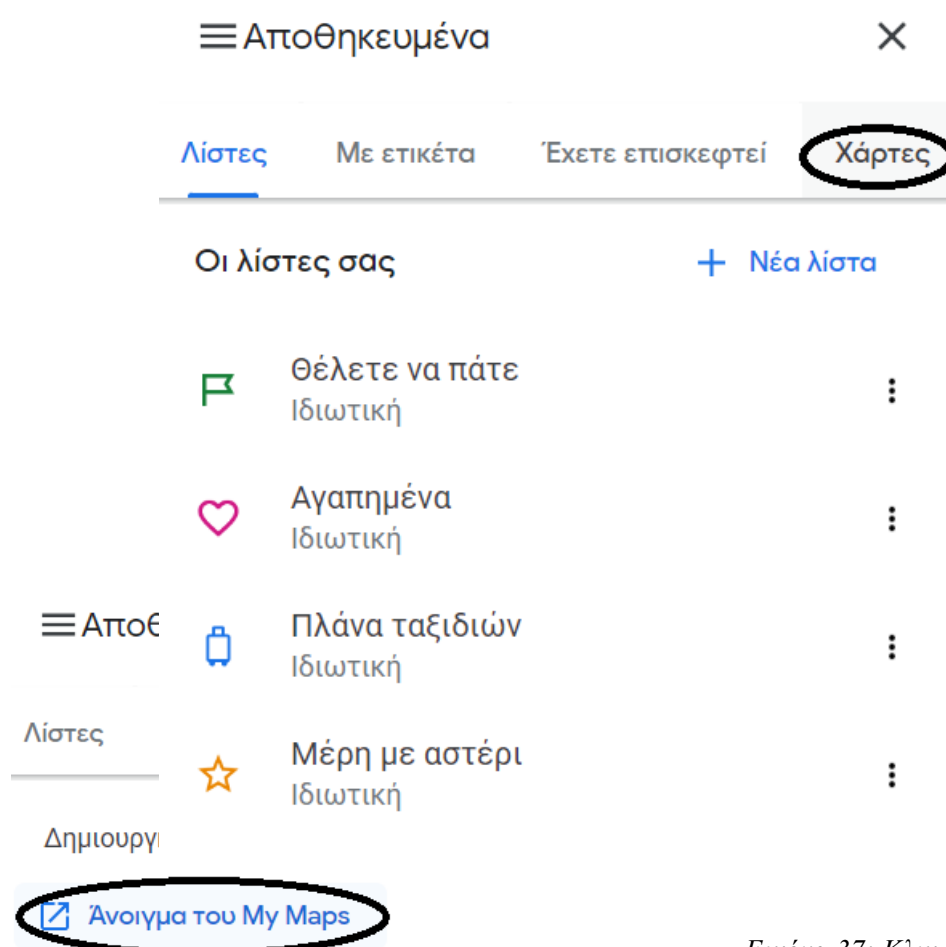 Αποθηκευμένα
Λίστες Με ετικέτα Έχετε επισκεφτεί Χάρτες
Οι λίστες σας + Νέα λίστα
Θέλετε να πάτε
Ιδιωτική
Αγαπημένα
Ιδιωτική
Πλάνα ταξιδιών
Ιδιωτική
Μέρη με αστέρι
Ιδιωτική
Λίστες
Άνοιγμα του My Maps